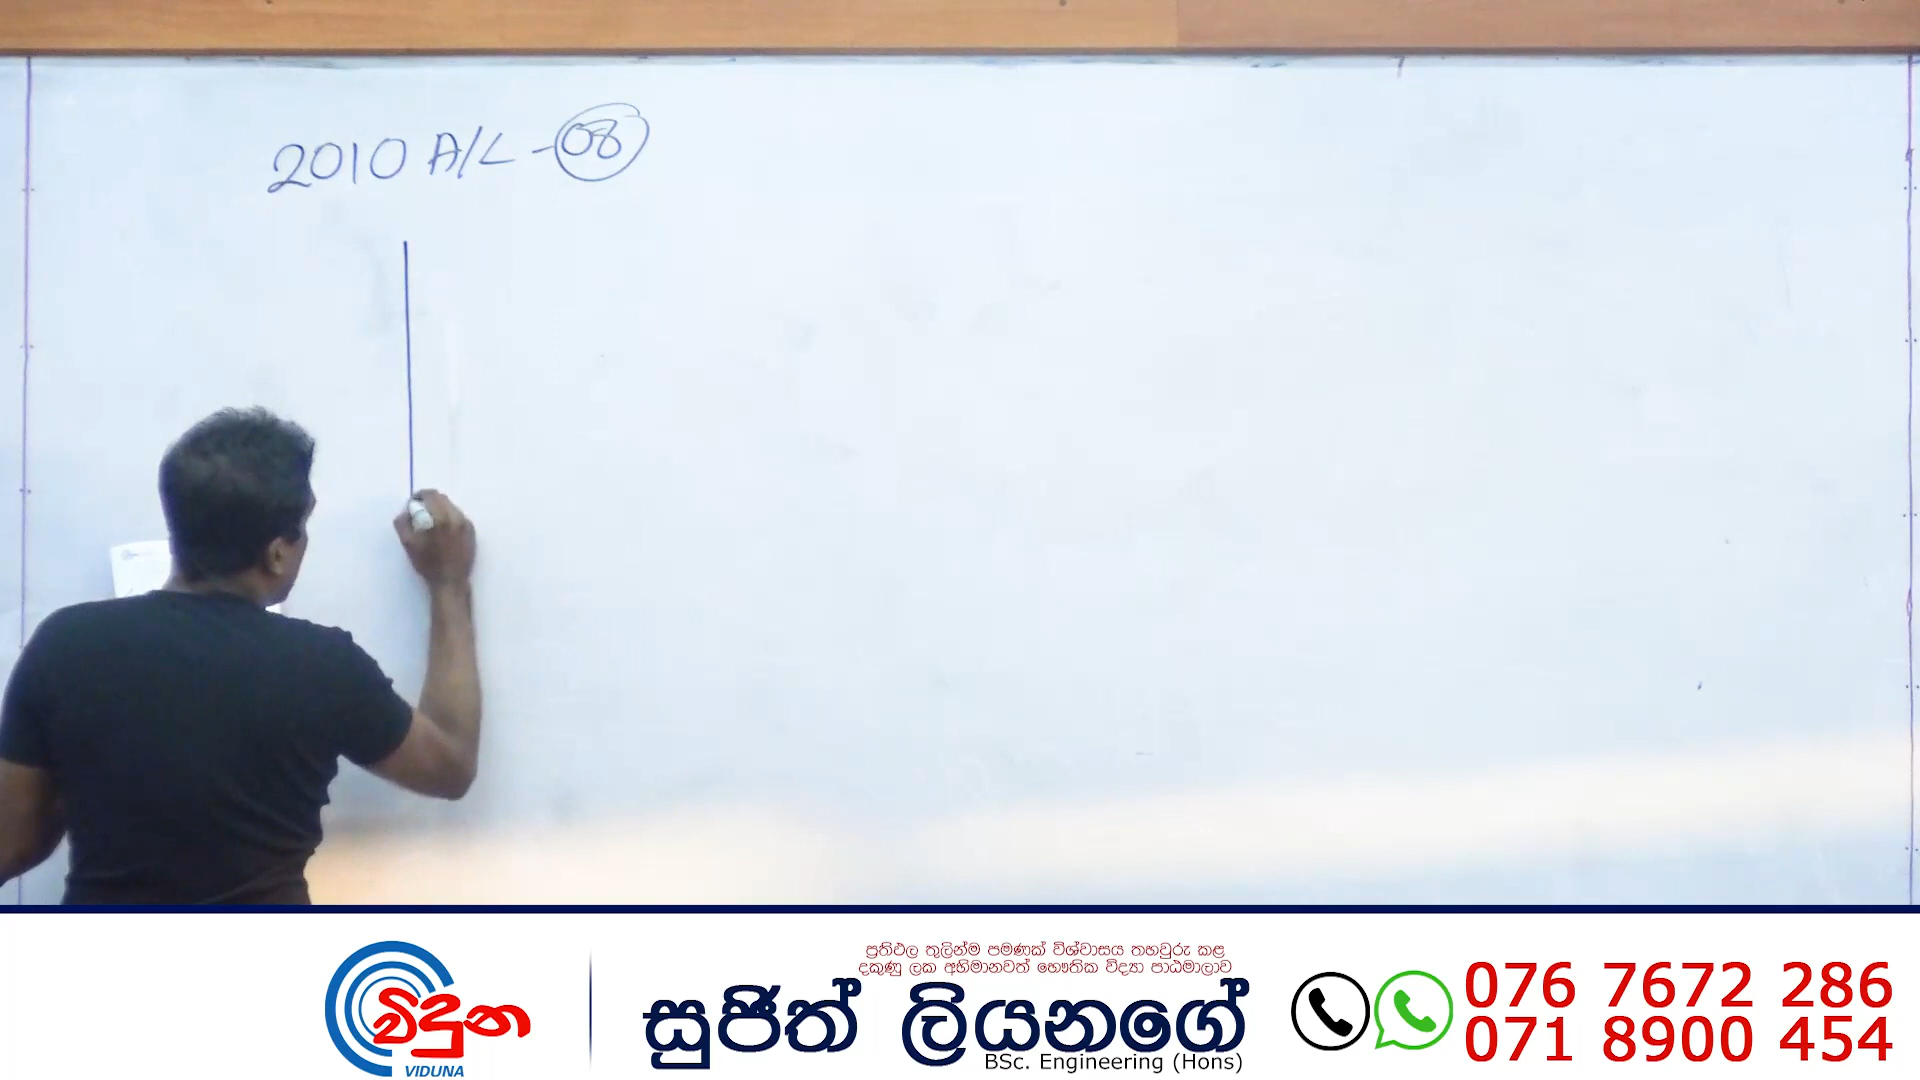 2010 A/L - 08
ප්‍රතිඵල තුලින්ම පමණක් විශ්වාසය තහවුරු කළ
දකුණු ලක අභිමානවත් භෞතික විද්‍යා පාඨමාලාව
විදුන
VIDUNA
සුජිත් ලියනගේ
BSc. Engineering (Hons)
076 7672 286
071 8900 454